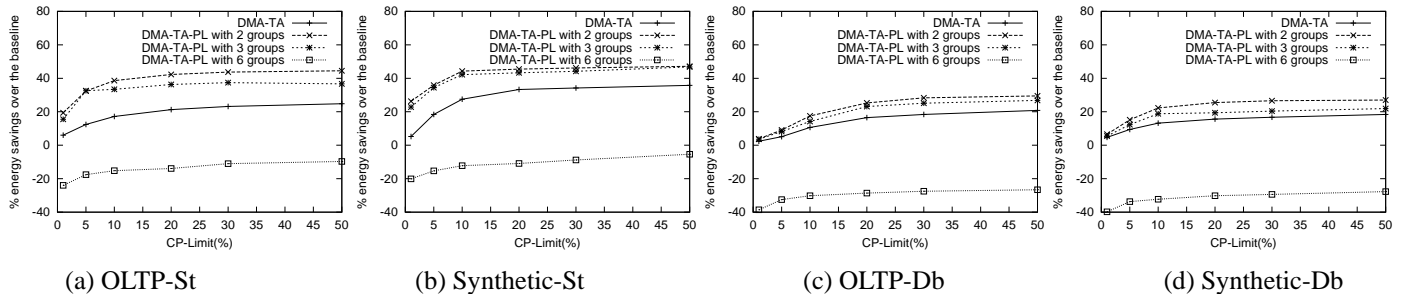 % energy savings over the baseline
80
60
40
20
0
-20
-40
0 5 10 15 20 25 30 35 40 45 50
CP-Limit(%)
DMA-TA
DMA-TA-PL with 2 groups
DMA-TA-PL with 3 groups
DMA-TA-PL with 6 groups
(a) OLTP-St
% energy savings over the baseline
80
60
40
20
0
-20
-40
0 5 10 15 20 25 30 35 40 45 50
CP-Limit(%)
DMA-TA
DMA-TA-PL with 2 groups
DMA-TA-PL with 3 groups
DMA-TA-PL with 6 groups
(b) Synthetic-St
% energy savings over the baseline
80
60
40
20
0
-20
-40
0 5 10 15 20 25 30 35 40 45 50
CP-Limit(%)
DMA-TA
DMA-TA-PL with 2 groups
DMA-TA-PL with 3 groups
DMA-TA-PL with 6 groups
(c) OLTP-Db
% energy savings over the baseline
80
60
40
20
0
-20
-40
0 5 10 15 20 25 30 35 40 45 50
CP-Limit(%)
DMA-TA
DMA-TA-PL with 2 groups
DMA-TA-PL with 3 groups
DMA-TA-PL with 6 groups
(d) Synthetic-Db